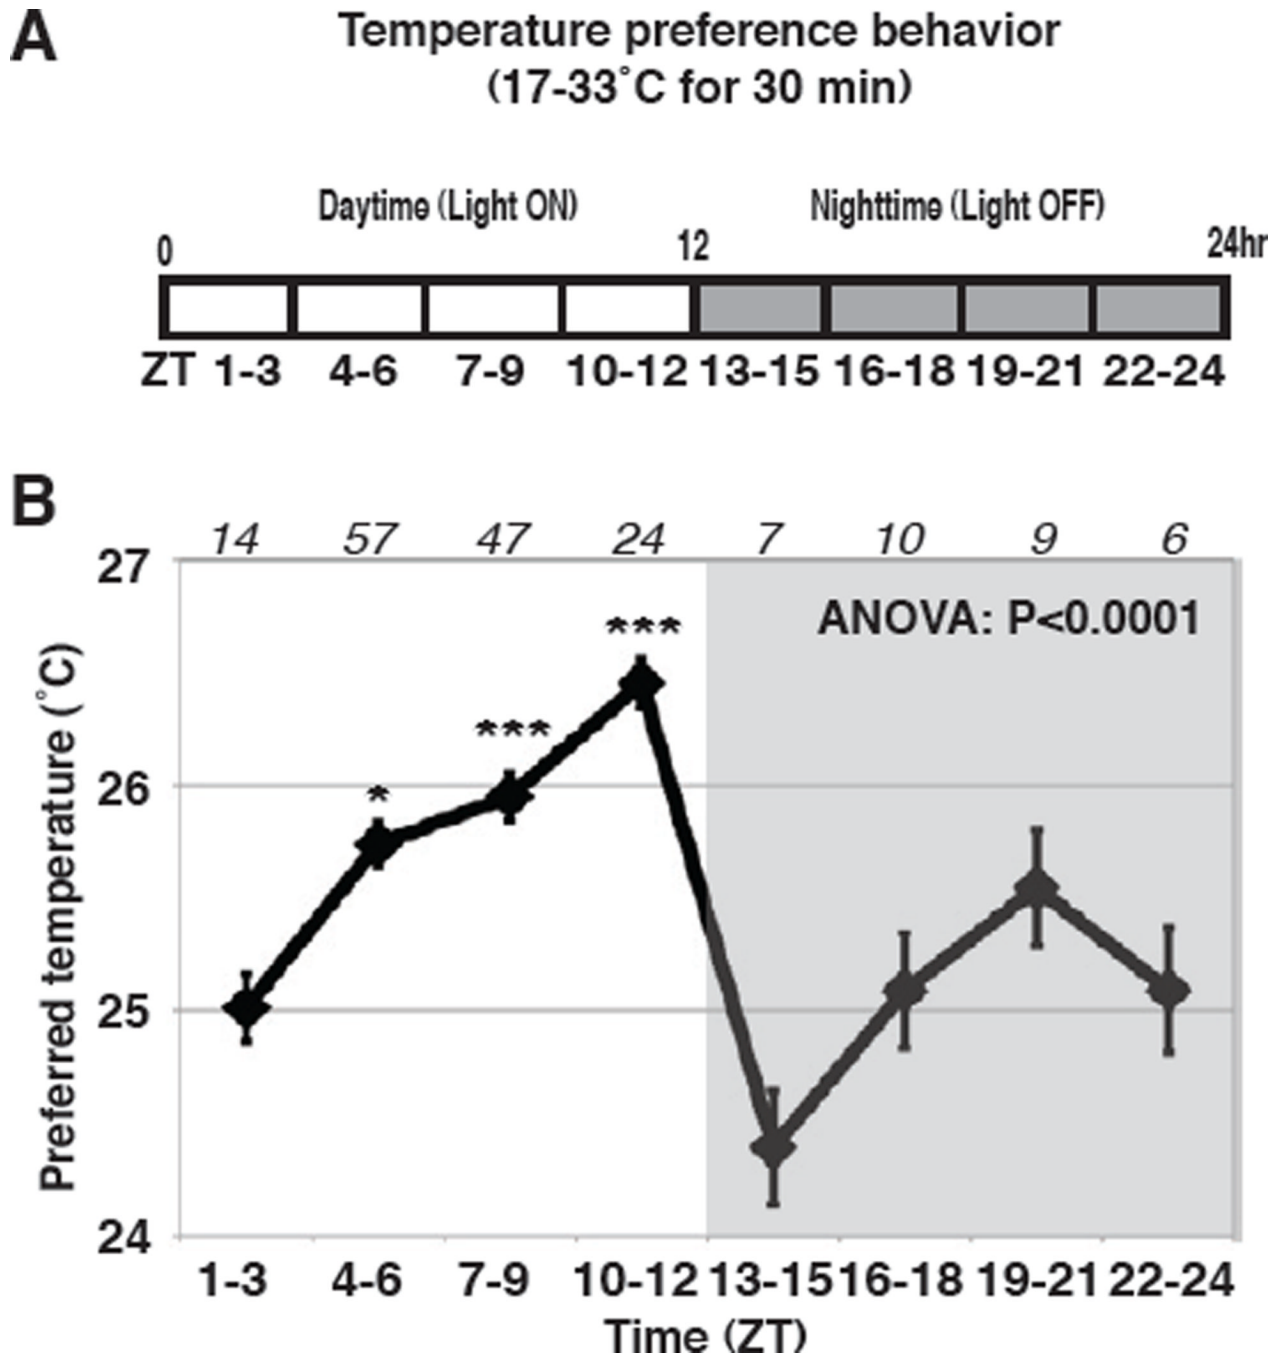 A
Temperature preference behavior
(17-33˚C for 30 min)
Daytime (Light ON) Nighttime (Light OFF)
0 12 24hr
ZT 1-3 4-6 7-9 10-12 13-15 16-18 19-21 22-24
B
14 57 47 24 7 10 9 6
27
ANOVA: P<0.0001
***
***
26
*
25
24
Preferred temperature (˚C)
1-3 4-6 7-9 10-12 13-15 16-18 19-21 22-24
Time (ZT)